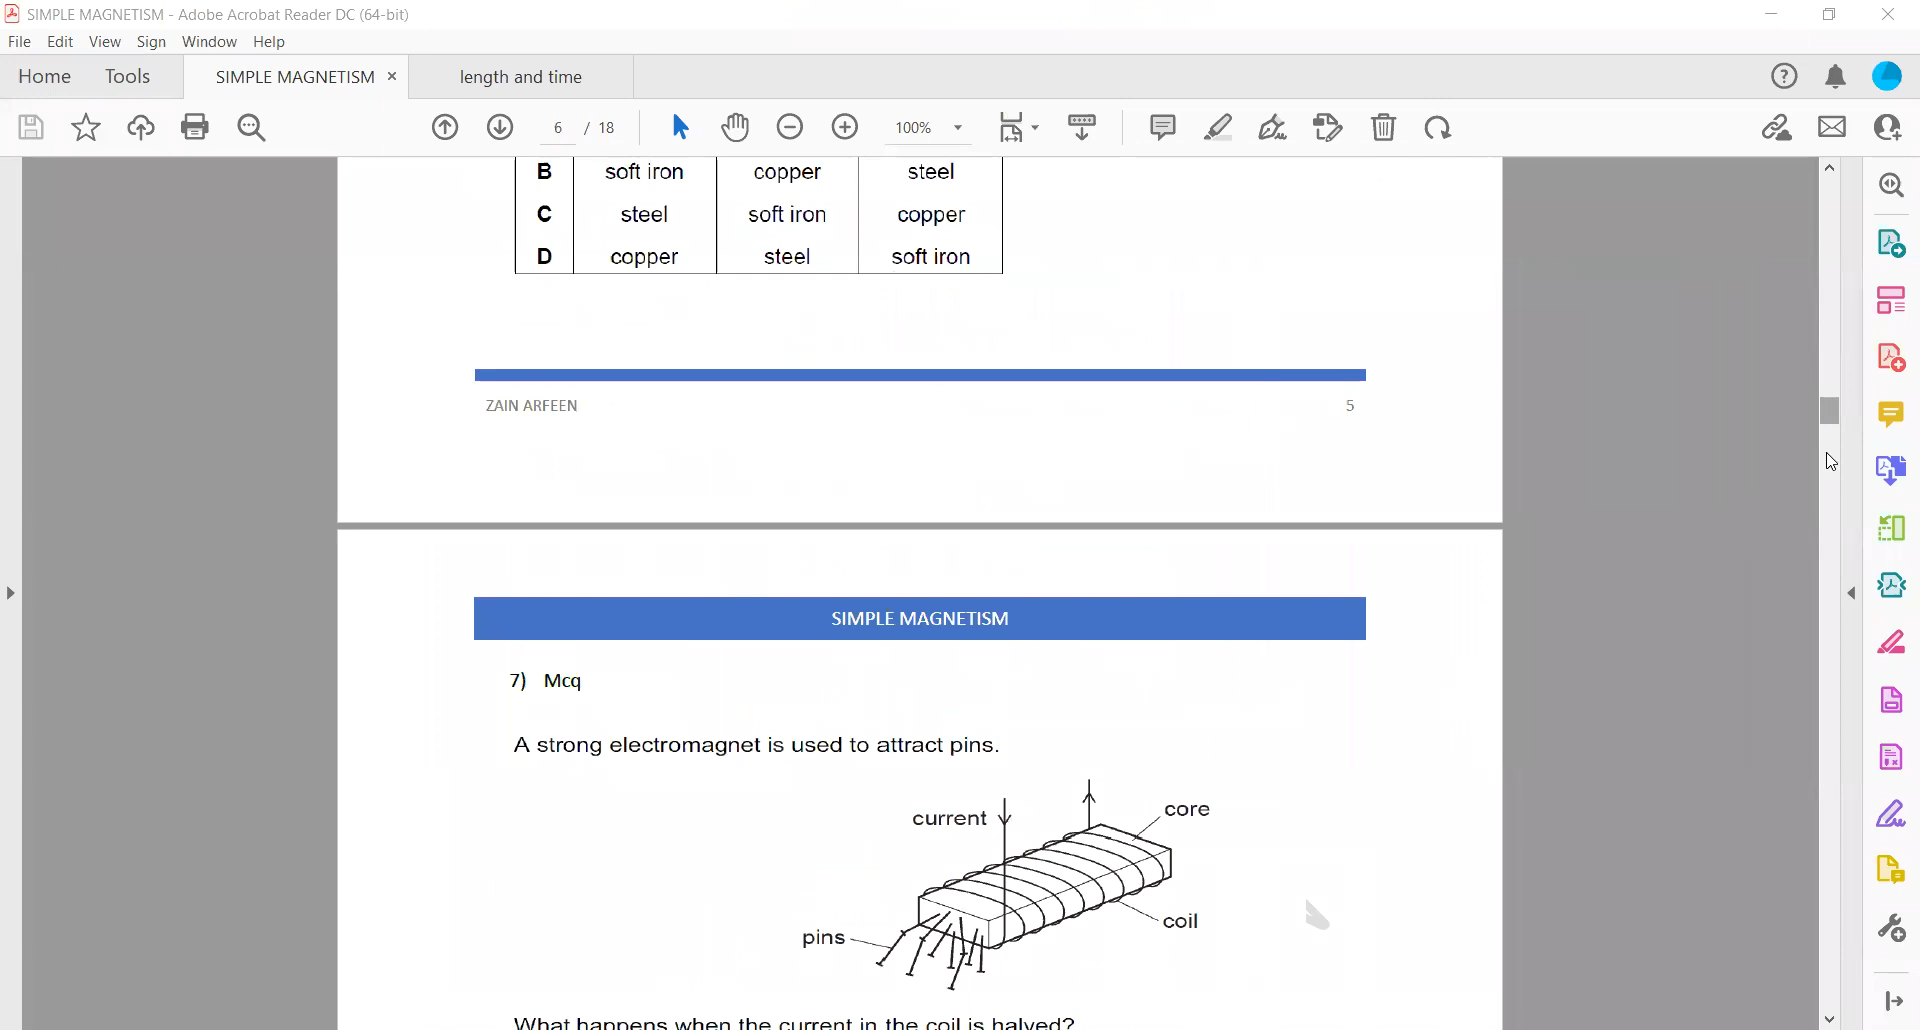 SIMPLE MAGNETISM - Adobe Acrobat Reader DC (64-bit)
File Edit View Sign Window Help
Home Tools SIMPLE MAGNETISM × length and time
6 / 18 100%
B soft iron copper steel
C steel soft iron copper
D copper steel soft iron
ZAIN ARFEEN 5
SIMPLE MAGNETISM
7) Mcq
A strong electromagnet is used to attract pins.
core
current
coil
pins
What happens when the current in the coil is halved?